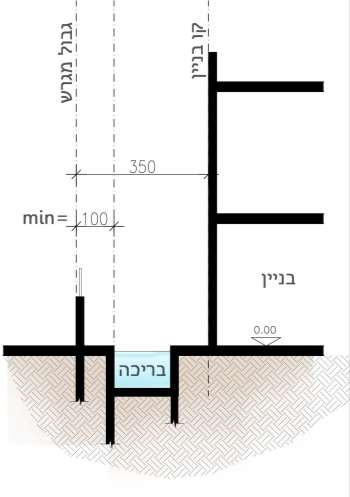 גבול מגרש
קו בניין
350
min=100
בניין
0.00
בריכה